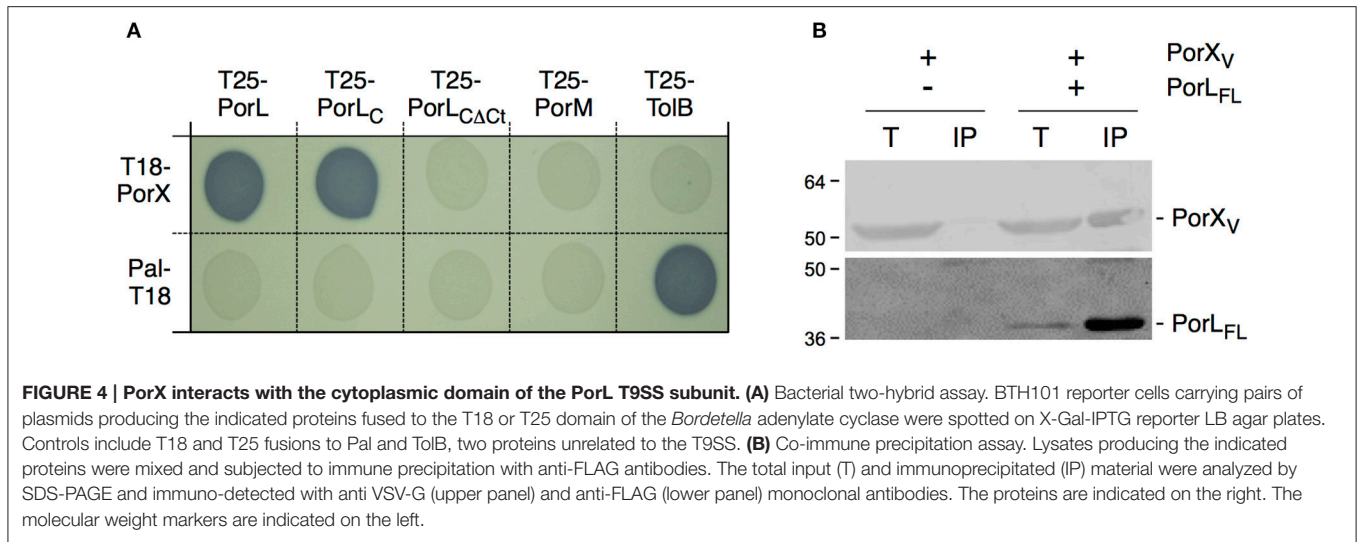 A
T25-
PorL
T25-
PorLC
T25-
PorLCΔCt
T25-
PorM
T25-
TolB
T18-
PorX
Pal-
T18
B
+ + PorXV
- + PorLFL
T IP T IP
64
50
- PorXV
50
36
- PorLFL
FIGURE 4 | PorX interacts with the cytoplasmic domain of the PorL T9SS subunit. (A) Bacterial two-hybrid assay. BTH101 reporter cells carrying pairs of
plasmids producing the indicated proteins fused to the T18 or T25 domain of the Bordetella adenylate cyclase were spotted on X-Gal-IPTG reporter LB agar plates.
Controls include T18 and T25 fusions to Pal and TolB, two proteins unrelated to the T9SS. (B) Co-immune precipitation assay. Lysates producing the indicated
proteins were mixed and subjected to immune precipitation with anti-FLAG antibodies. The total input (T) and immunoprecipitated (IP) material were analyzed by
SDS-PAGE and immuno-detected with anti VSV-G (upper panel) and anti-FLAG (lower panel) monoclonal antibodies. The proteins are indicated on the right. The
molecular weight markers are indicated on the left.